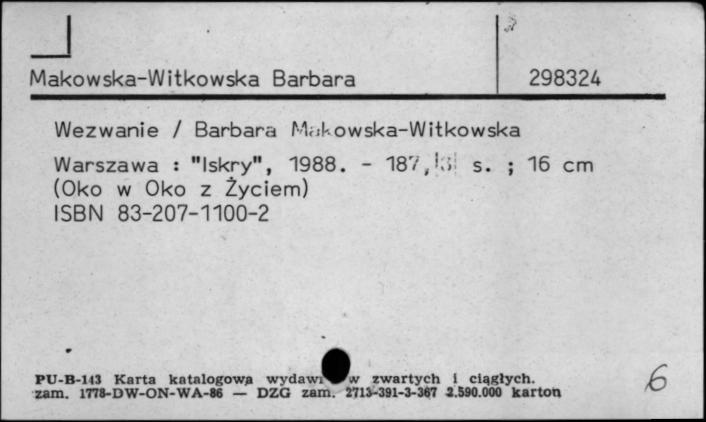 Makowska-Witkowska Barbara 298324
Wezwanie / Barbara Makowska-Witkowska
Warszawa : "Iskry", 1988. - 187,|3| s. ; 16 cm
(Oko w Oko z Życiem)
ISBN 83-207-1100-2
PU-B-143 Karta katalogowa w zwartych i ciągłych.
zam. 1778-DW-ON-WA-86 — DZG zam. 2713-391-3-367 2.590.000 karton
6